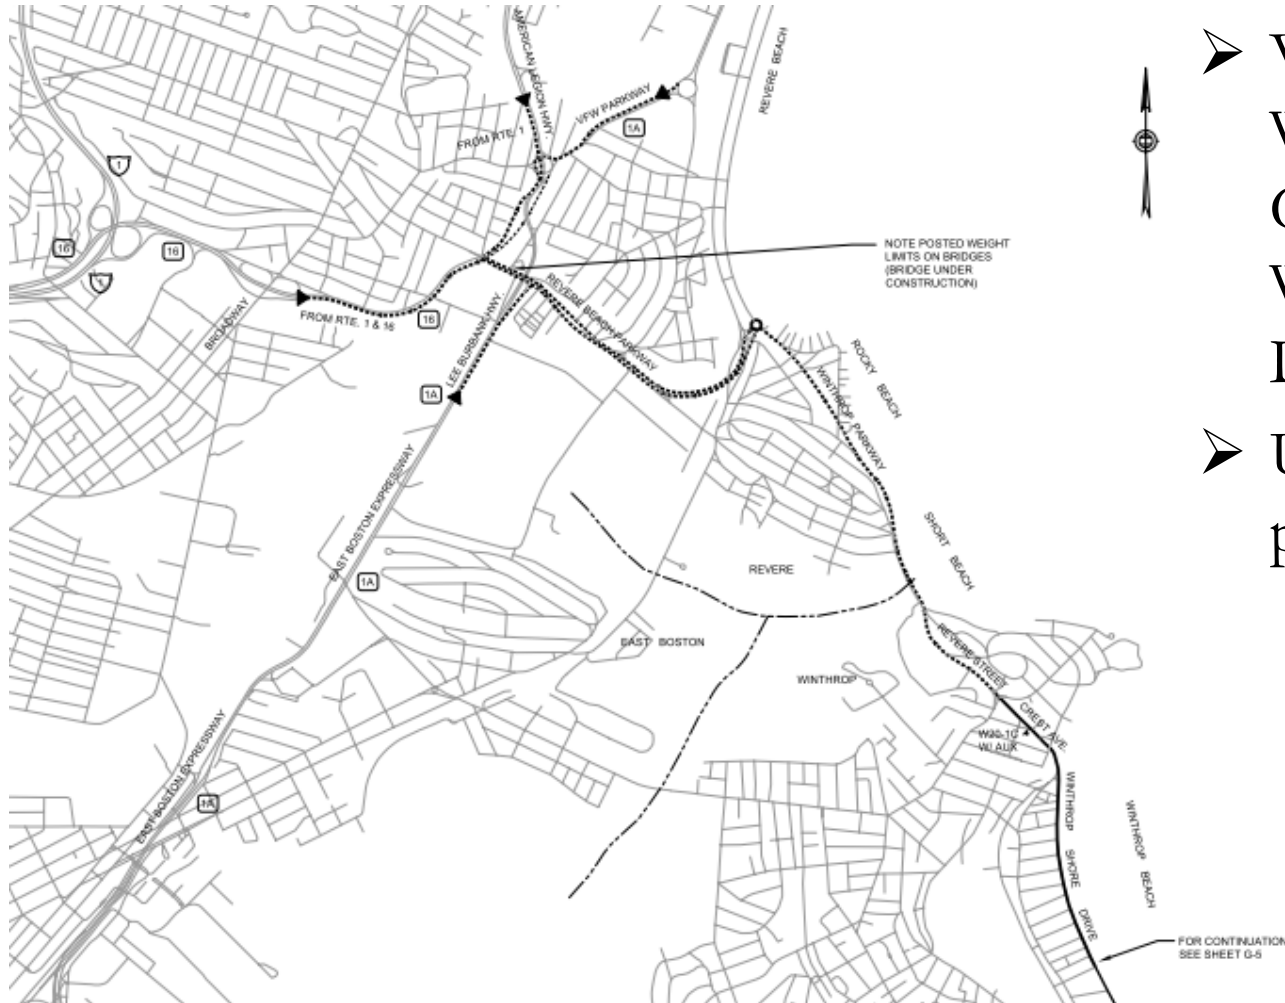 AMERICAN LEGION HWY.
REVERE BEACH
VFW PARKWAY
1A
FROM RTE. 1
1
16
16
NOTE POSTED WEIGHT
LIMITS ON BRIDGES
(BRIDGE UNDER
CONSTRUCTION)
BROADWAY
FROM RTE. 1 & 16
16
REVERE BEACH PARKWAY
LEE BURBANK HWY.
1A
ROCKY BEACH
WINTHROP PARKWAY
EAST BOSTON EXPRESSWAY
1A
SHORT BEACH
REVERE
EAST BOSTON
REVERE STREET
WINTHROP
CREST AVE.
W20-1C
W/ AUX
EAST BOSTON EXPRESSWAY
1A
WINTHROP SHORE DRIVE
WINTHROP BEACH
FOR CONTINUATION
SEE SHEET G-5